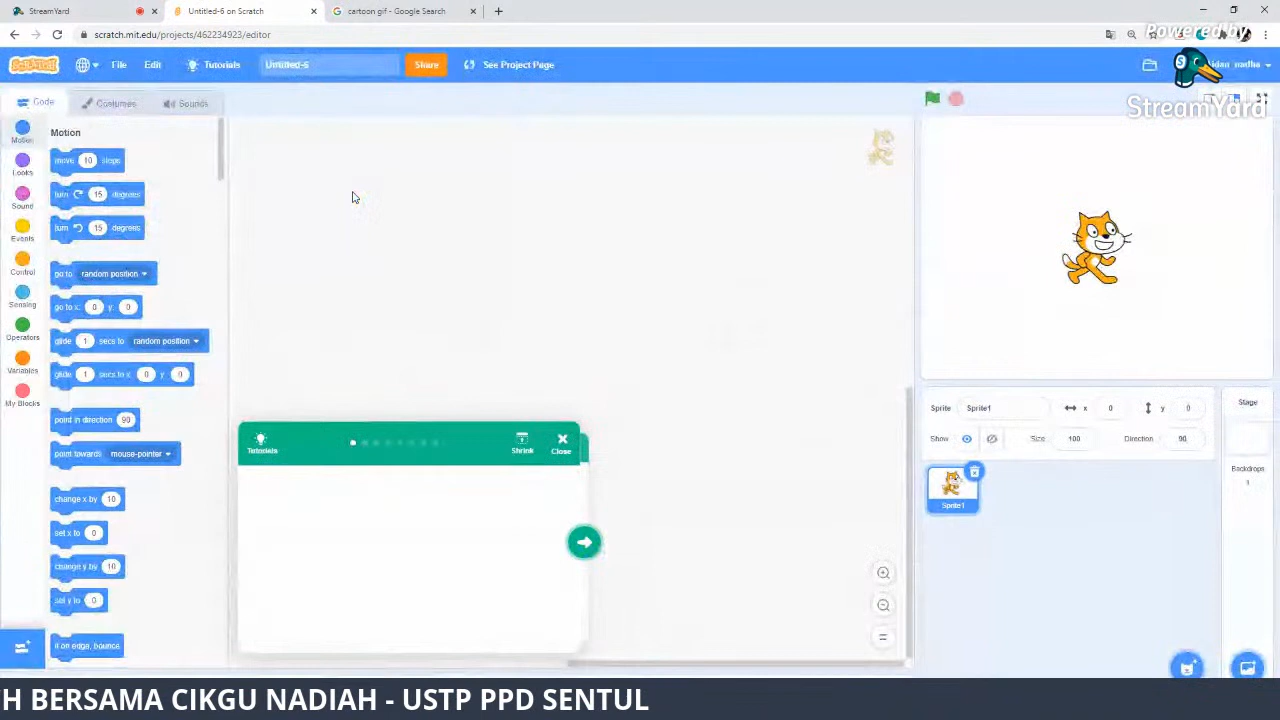 StreamYard
Untitled-6 on Scratch
cartoon gif - Google Search
scratch.mit.edu/projects/462234923/editor
Powered by
StreamYard
SCRATCH
File
Edit
Tutorials
Untitled-6
Share
See Project Page
Code
Costumes
Sounds
Motion
Looks
Sound
Events
Control
Sensing
Operators
Variables
My Blocks
Motion
move 10 steps
turn 15 degrees
turn 15 degrees
go to random position
go to x: 0 y: 0
glide 1 secs to random position
glide 1 secs to x: 0 y: 0
point in direction 90
point towards mouse-pointer
change x by 10
set x to 0
change y by 10
set y to 0
if on edge, bounce
Tutorials
Shrink
Close
Sprite Sprite1 x 0 y 0
Show Size 100 Direction 90
Sprite1
Stage
Backdrops
1
H BERSAMA CIKGU NADIAH - USTP PPD SENTUL